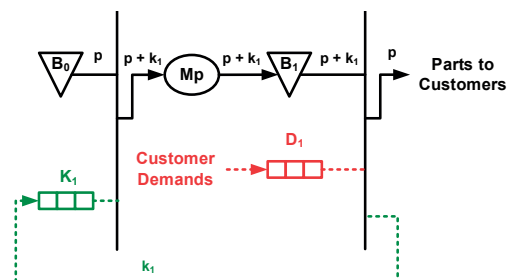 B₀
p
p + k₁
Mp
p + k₁
B₁
p + k₁
p
Parts to
Customers
Customer
Demands
D₁
K₁
k₁